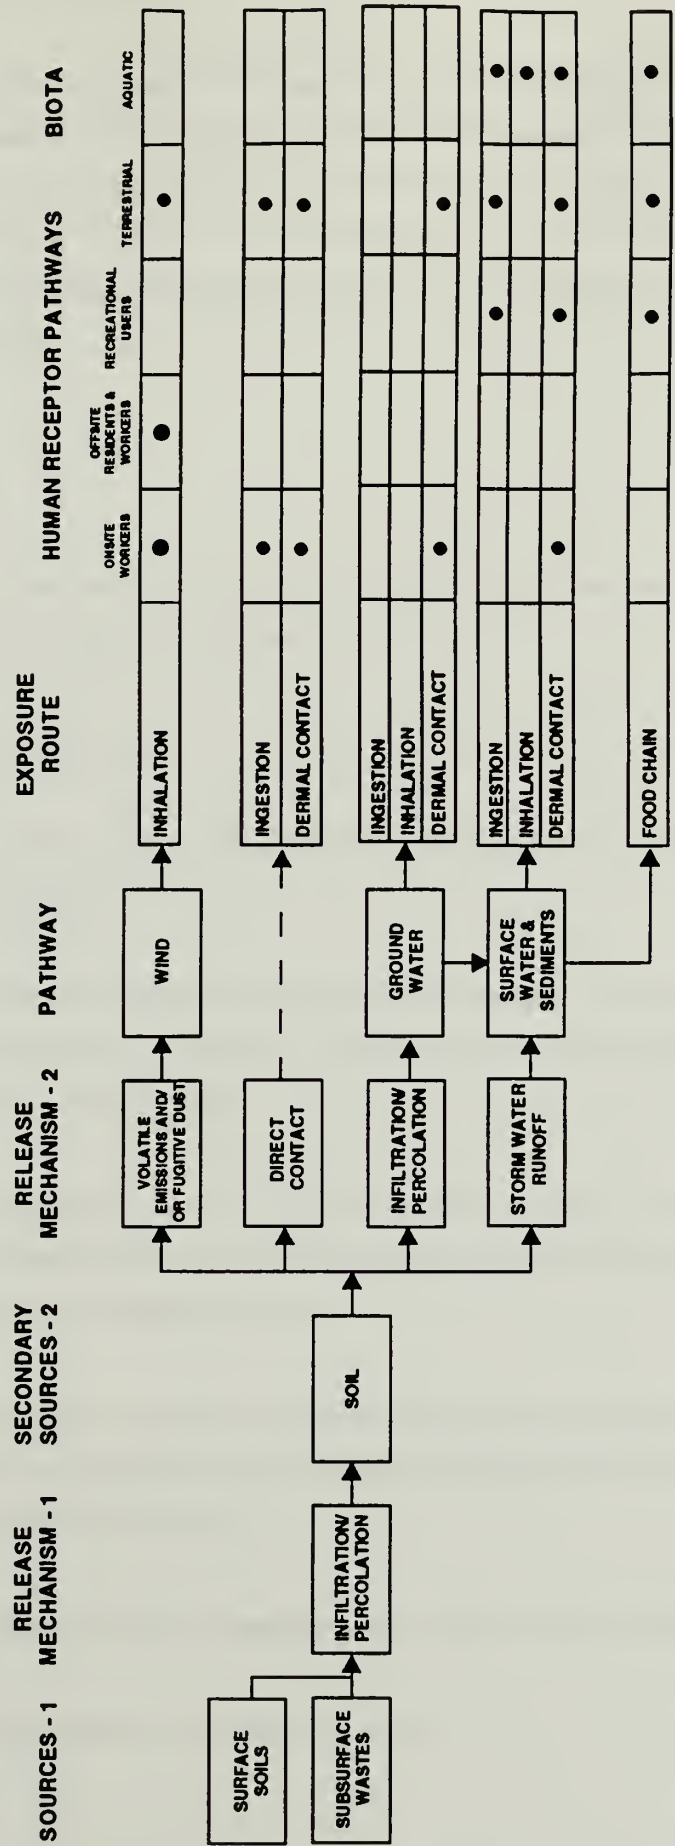 SOURCES - 1
RELEASE
MECHANISM - 1
SECONDARY
SOURCES - 2
RELEASE
MECHANISM - 2
PATHWAY
EXPOSURE
ROUTE
HUMAN RECEPTOR PATHWAYS
BIOTA
ONSITE
WORKERS
OFFSITE
RESIDENTS &
WORKERS
RECREATIONAL
USERS
TERRESTRIAL
AQUATIC
SURFACE
SOILS
SUBSURFACE
WASTES
INFILTRATION/
PERCOLATION
SOIL
VOLATILE
EMISSIONS AND/
OR FUGITIVE DUST
WIND
INHALATION
DIRECT
CONTACT
INGESTION
DERMAL CONTACT
INFILTRATION/
PERCOLATION
GROUND
WATER
INGESTION
INHALATION
DERMAL CONTACT
STORM WATER
RUNOFF
SURFACE
WATER &
SEDIMENTS
INGESTION
INHALATION
DERMAL CONTACT
FOOD CHAIN